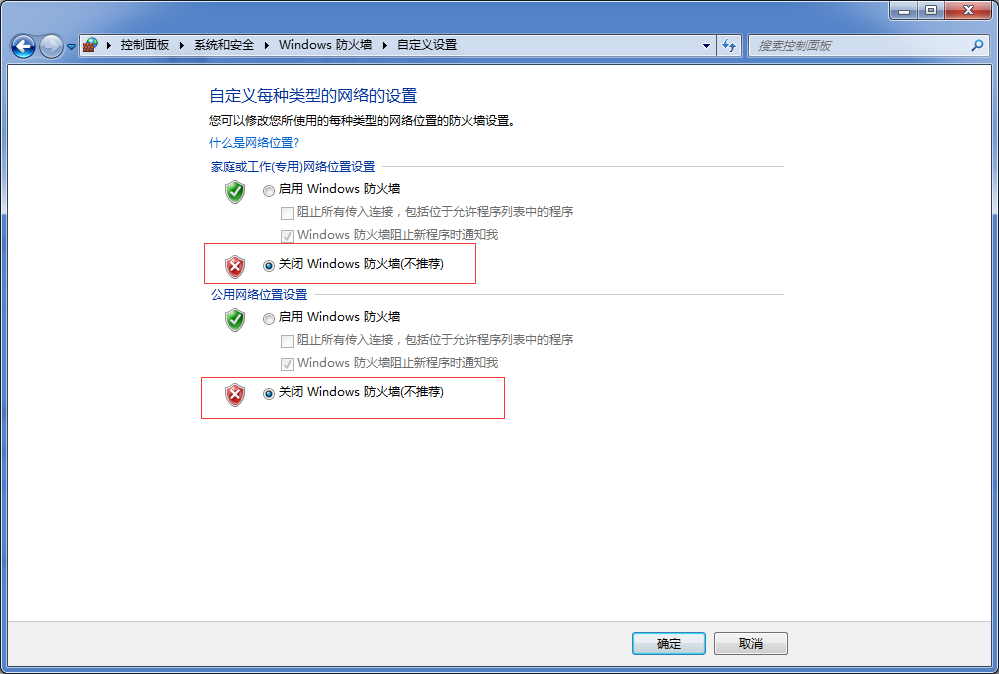 控制面板 系统和安全 Windows 防火墙 自定义设置 搜索控制面板
自定义每种类型的网络的设置
您可以修改您所使用的每种类型的网络位置的防火墙设置。
什么是网络位置?
家庭或工作(专用)网络位置设置
启用 Windows 防火墙
阻止所有传入连接，包括位于允许程序列表中的程序
Windows 防火墙阻止新程序时通知我
关闭 Windows 防火墙(不推荐)
公用网络位置设置
启用 Windows 防火墙
阻止所有传入连接，包括位于允许程序列表中的程序
Windows 防火墙阻止新程序时通知我
关闭 Windows 防火墙(不推荐)
确定 取消